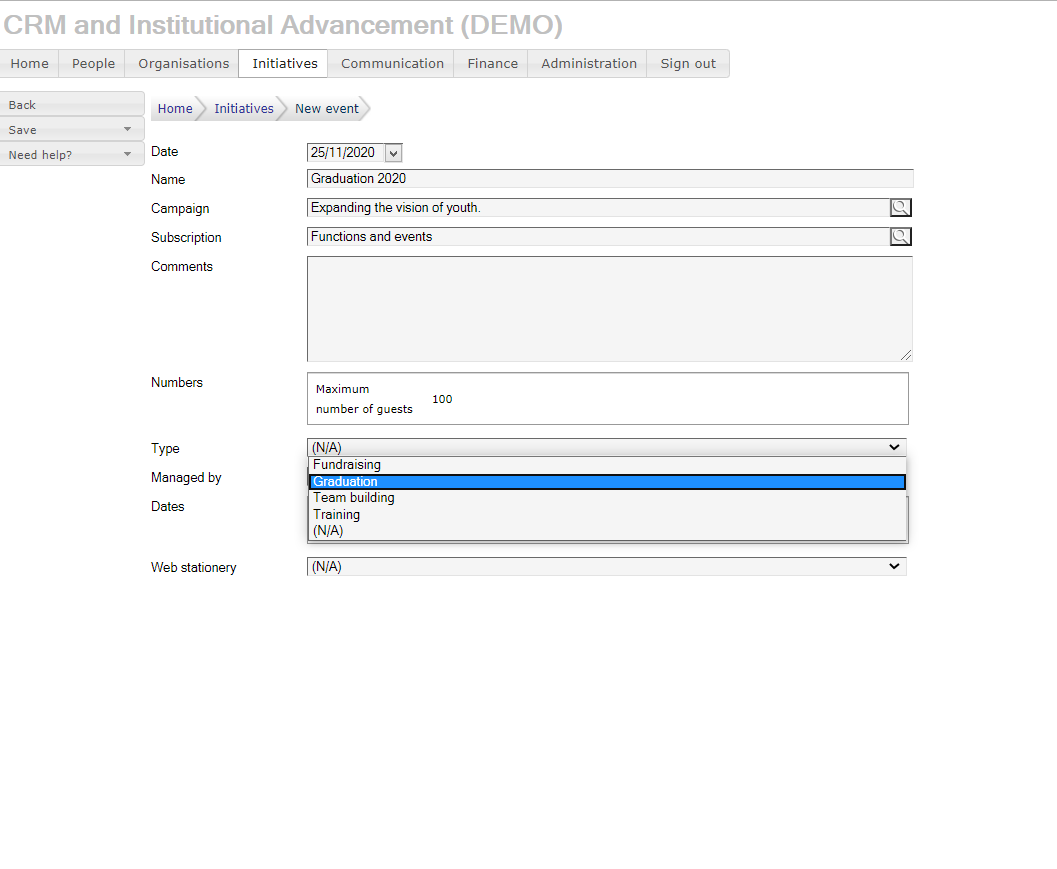 CRM and Institutional Advancement (DEMO)
Home People Organisations Initiatives Communication Finance Administration Sign out
Back
Save
Need help?
Home Initiatives New event
Date 25/11/2020
Name Graduation 2020
Campaign Expanding the vision of youth.
Subscription Functions and events
Comments
Numbers
Maximum
number of guests
100
Type (N/A)
Fundraising
Managed by
Graduation
Team building
Dates
Training
(N/A)
Web stationery (N/A)